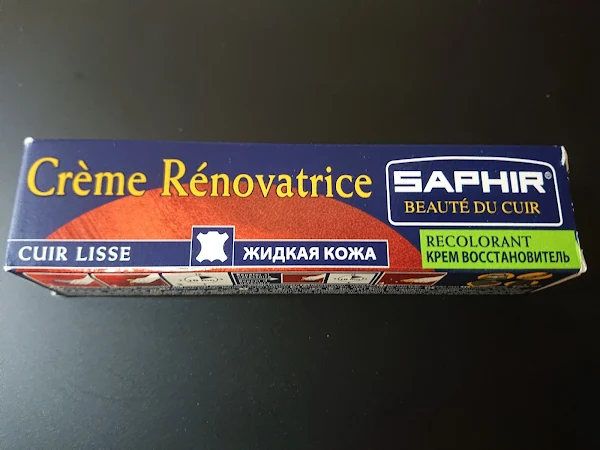 Crème Rénovatrice
SAPHIR®
BEAUTÉ DU CUIR
CUIR LISSE
ЖИДКАЯ КОЖА
RECOLORANT
КРЕМ ВОССТАНОВИТЕЛЬ